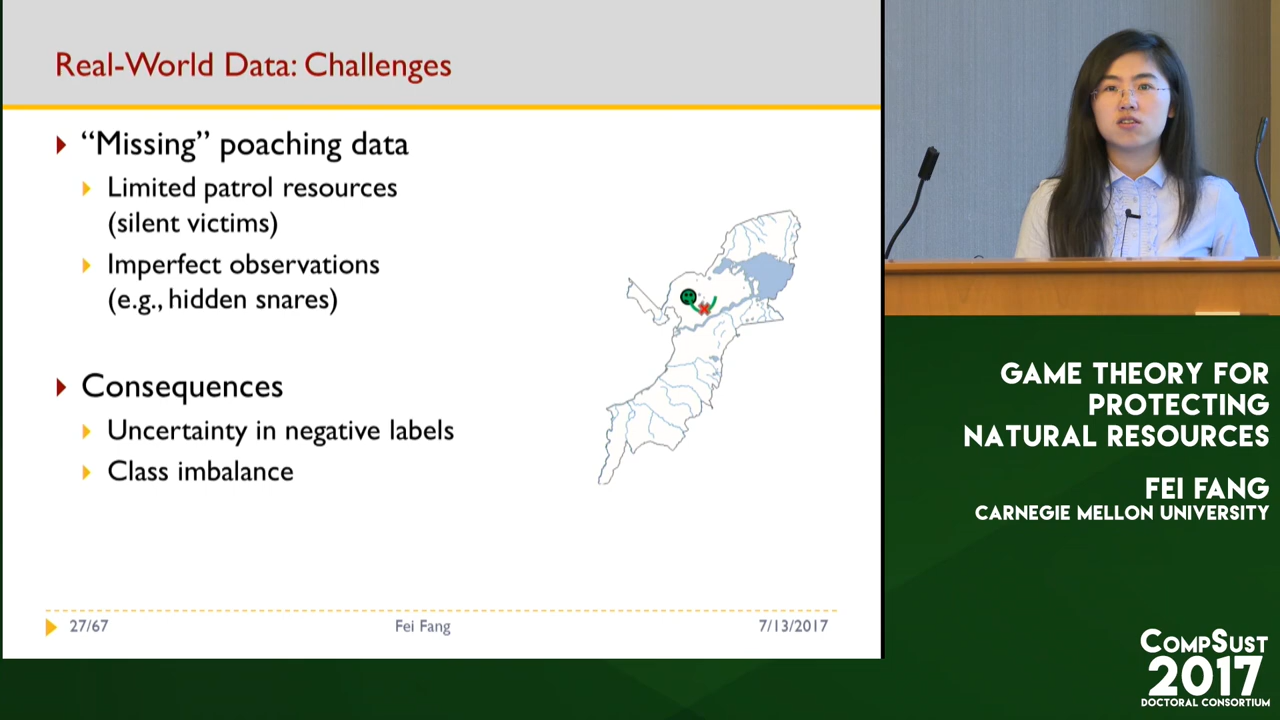 Real-World Data: Challenges
“Missing” poaching data
Limited patrol resources
(silent victims)
Imperfect observations
(e.g., hidden snares)
Consequences
Uncertainty in negative labels
Class imbalance
27/67
Fei Fang
7/13/2017
GAME THEORY FOR
PROTECTING
NATURAL RESOURCES
FEI FANG
CARNEGIE MELLON UNIVERSITY
COMPSUST
2017
DOCTORAL CONSORTIUM